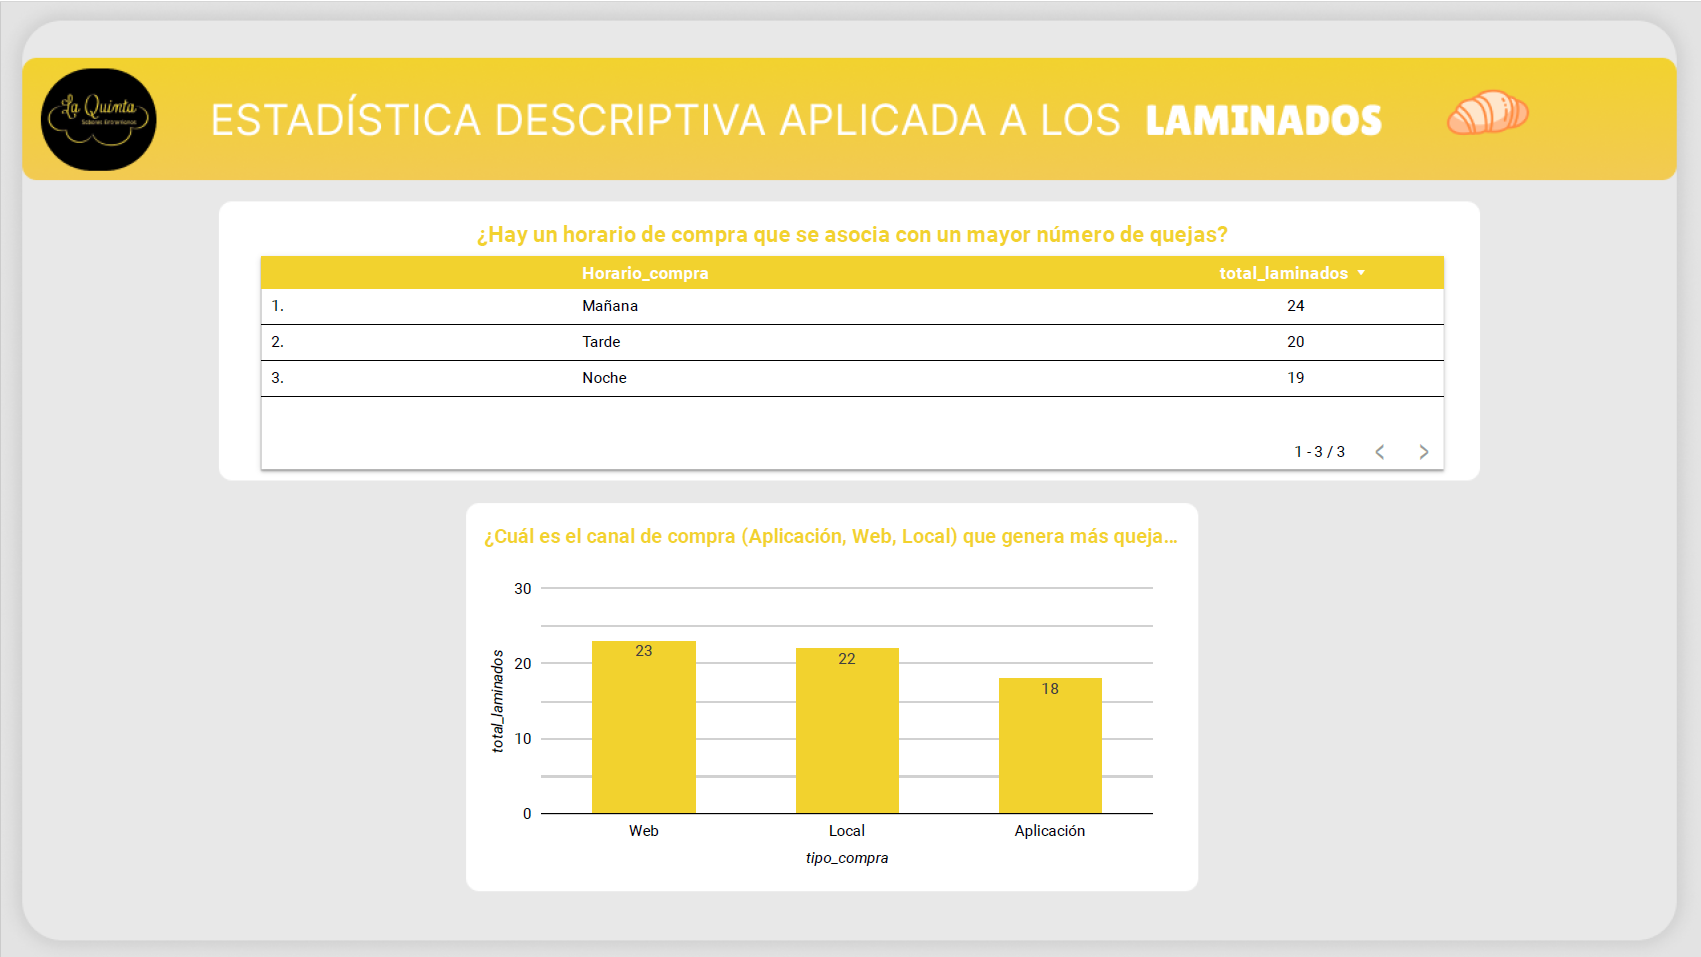 La Quinta
Sabores Entrerrianos
ESTADÍSTICA DESCRIPTIVA APLICADA A LOS LAMINADOS
¿Hay un horario de compra que se asocia con un mayor número de quejas?
Horario_compra total_laminados
1. Mañana 24
2. Tarde 20
3. Noche 19
1 - 3 / 3
¿Cuál es el canal de compra (Aplicación, Web, Local) que genera más queja…
30
20
10
0
total_laminados
23
22
18
Web Local Aplicación
tipo_compra